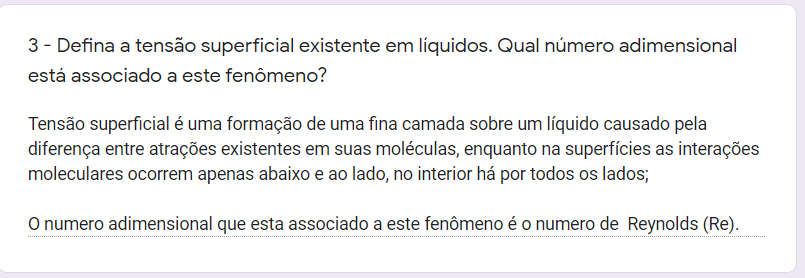 3 - Defina a tensão superficial existente em líquidos. Qual número adimensional
está associado a este fenômeno?
Tensão superficial é uma formação de uma fina camada sobre um líquido causado pela
diferença entre atrações existentes em suas moléculas, enquanto na superfícies as interações
moleculares ocorrem apenas abaixo e ao lado, no interior há por todos os lados;
O numero adimensional que esta associado a este fenômeno é o numero de  Reynolds (Re).